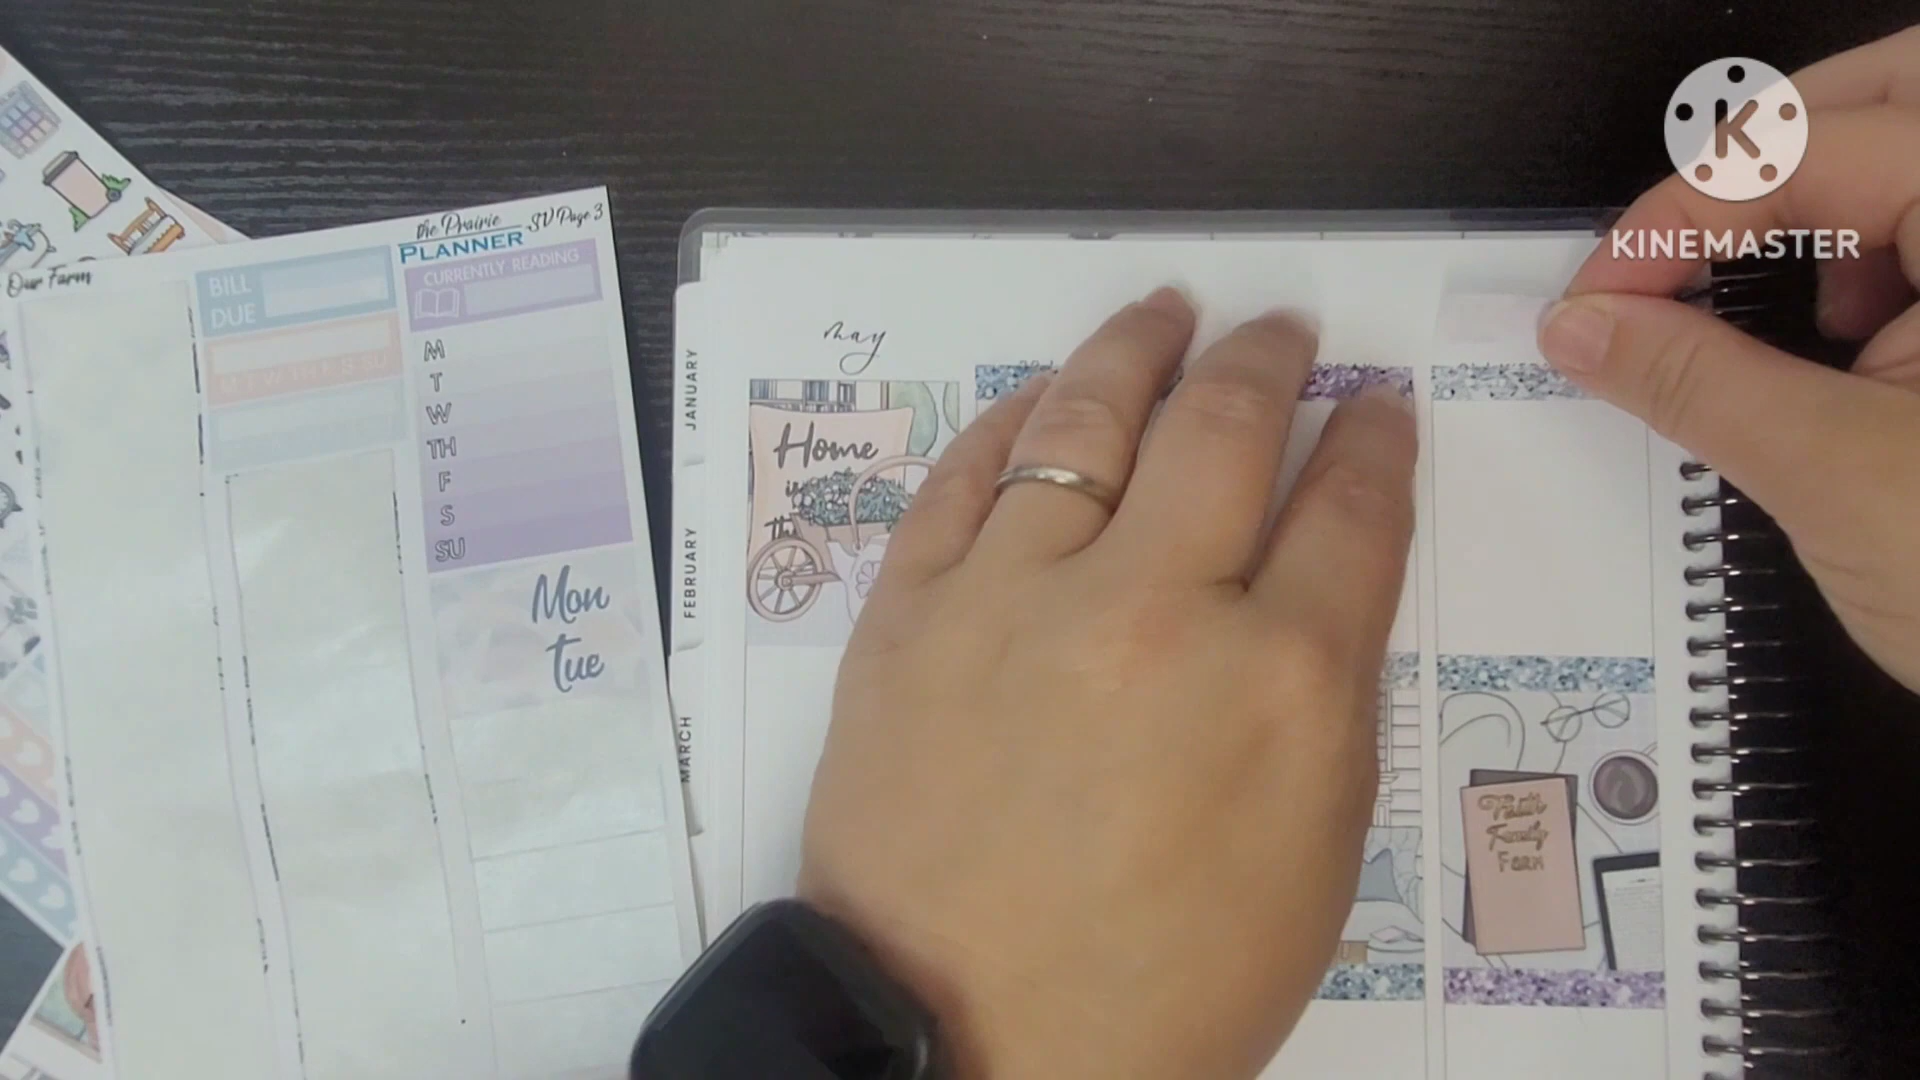 KINEMASTER
the Prairie
PLANNER
SV Page 3
Our Farm
BILL
DUE
CURRENTLY READING
M
T
W
TH
F
S
SU
Mon
Tue
may
JANUARY
FEBRUARY
MARCH
Home
Faith
Family
Farm